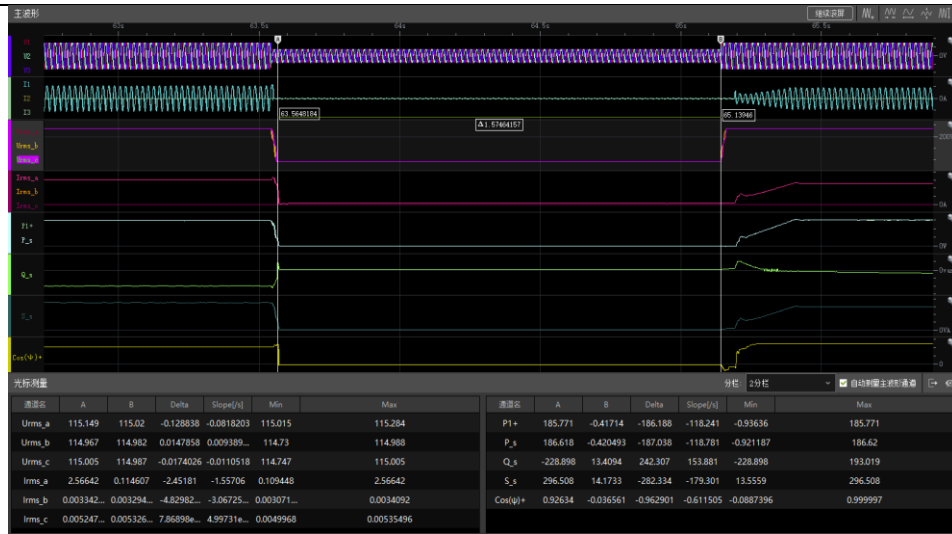 主波形
继续录屏
63s 63.5s 64s 64.5s 65s 65.5s
V2
I1
I2
I3
Urms_b
Urms_c
Irms_a
Irms_b
Irms_c
P1+
P_s
Q_s
S_s
Cos(ψ)+
0V
0A
200V
0A
0V
0VA
0
A B
63.5648184
Δ1.57464157
65.13946
光标测量
分栏: 2分栏 自动测量主波形通道
通道名 A B Delta Slope[/s] Min Max
Urms_a 115.149 115.02 -0.128838 -0.0818203 115.015 115.284
Urms_b 114.967 114.982 0.0147858 0.009389... 114.73 114.988
Urms_c 115.005 114.987 -0.0174026 -0.0110518 114.747 115.005
Irms_a 2.56642 0.114607 -2.45181 -1.55706 0.109448 2.56642
Irms_b 0.003342... 0.003294... -4.82982... -3.06725... 0.003071... 0.0034092
Irms_c 0.005247... 0.005326... 7.86898e... 4.99731e... 0.0049968 0.00535496
通道名 A B Delta Slope[/s] Min Max
P1+ 185.771 -0.41714 -186.188 -118.241 -0.93636 185.771
P_s 186.618 -0.420493 -187.038 -118.781 -0.921187 186.62
Q_s -228.898 13.4094 242.307 153.881 -228.898 193.019
S_s 296.508 14.1733 -282.334 -179.301 13.5559 296.508
Cos(ψ)+ 0.92634 -0.036561 -0.962901 -0.611505 -0.0887396 0.999997